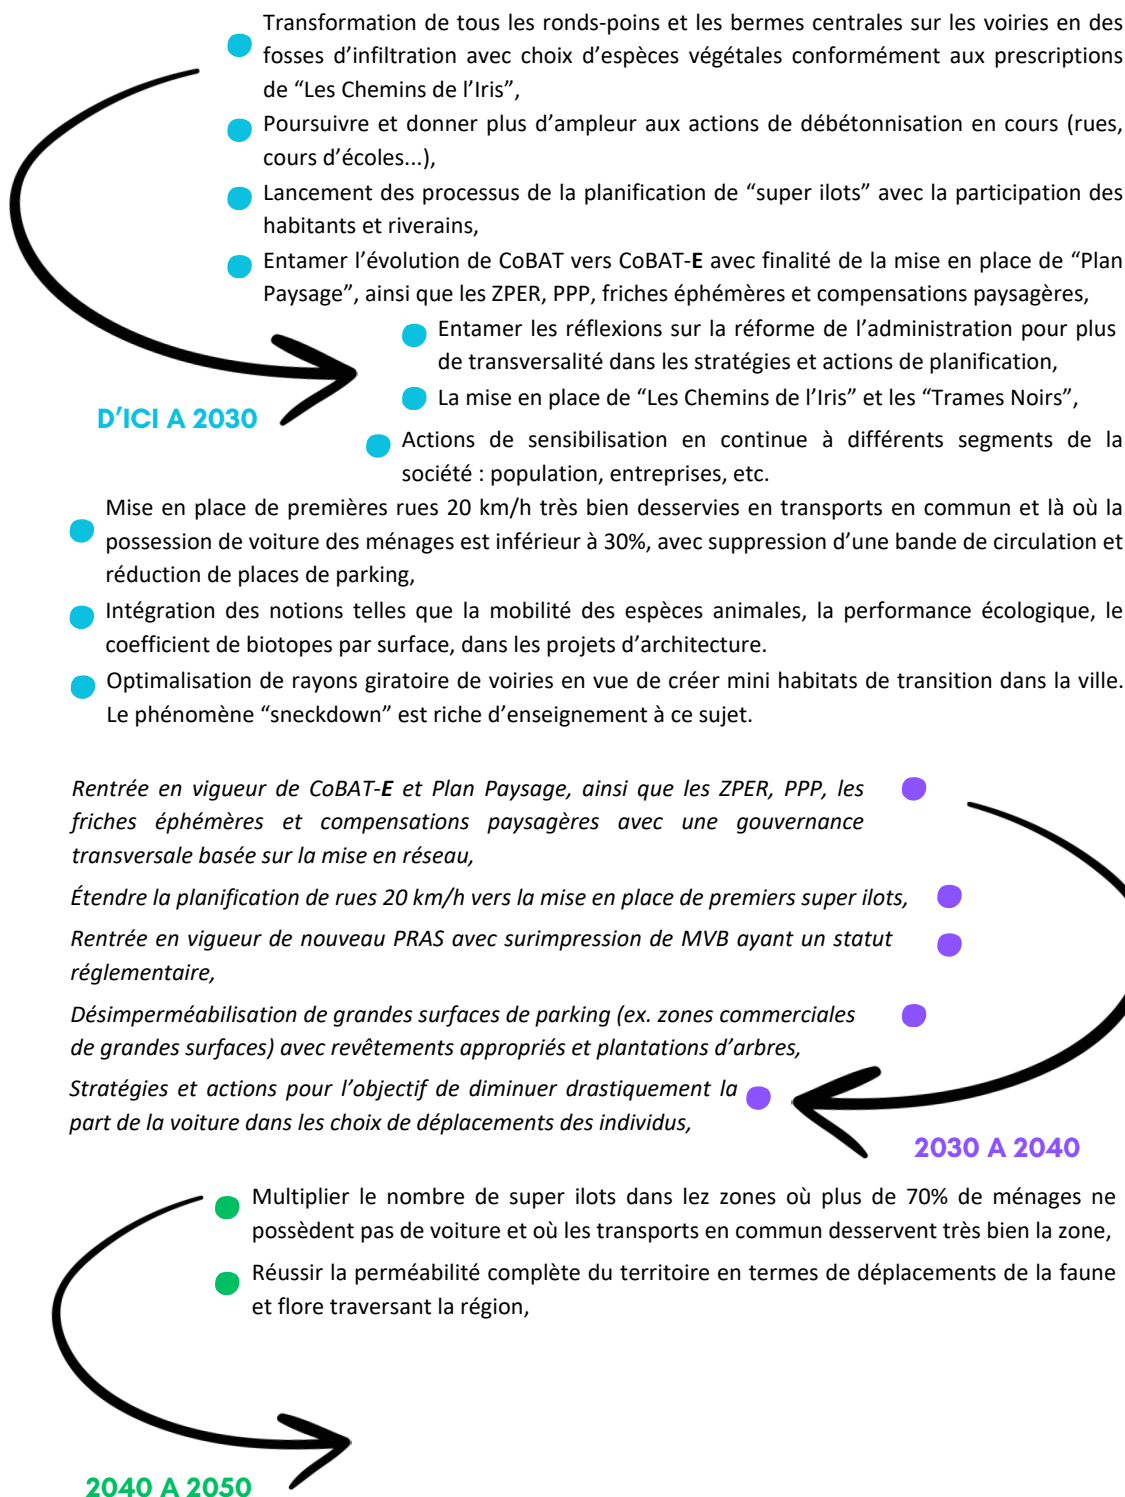 Transformation de tous les ronds-poins et les bermes centrales sur les voiries en des
fosses d’infiltration avec choix d’espèces végétales conformément aux prescriptions
de “Les Chemins de l’Iris”,
Poursuivre et donner plus d’ampleur aux actions de débétonnisation en cours (rues,
cours d’écoles...),
Lancement des processus de la planification de “super ilots” avec la participation des
habitants et riverains,
Entamer l’évolution de CoBAT vers CoBAT-E avec finalité de la mise en place de “Plan
Paysage”, ainsi que les ZPER, PPP, friches éphémères et compensations paysagères,
Entamer les réflexions sur la réforme de l’administration pour plus
de transversalité dans les stratégies et actions de planification,
La mise en place de “Les Chemins de l’Iris” et les “Trames Noirs”,
D’ICI A 2030
Actions de sensibilisation en continue à différents segments de la
société : population, entreprises, etc.
Mise en place de premières rues 20 km/h très bien desservies en transports en commun et là où la
possession de voiture des ménages est inférieur à 30%, avec suppression d’une bande de circulation et
réduction de places de parking,
Intégration des notions telles que la mobilité des espèces animales, la performance écologique, le
coefficient de biotopes par surface, dans les projets d’architecture.
Optimalisation de rayons giratoire de voiries en vue de créer mini habitats de transition dans la ville.
Le phénomène “sneckdown” est riche d’enseignement à ce sujet.
Rentrée en vigueur de CoBAT-E et Plan Paysage, ainsi que les ZPER, PPP, les
friches éphémères et compensations paysagères avec une gouvernance
transversale basée sur la mise en réseau,
Étendre la planification de rues 20 km/h vers la mise en place de premiers super ilots,
Rentrée en vigueur de nouveau PRAS avec surimpression de MVB ayant un statut
réglementaire,
Désimperméabilisation de grandes surfaces de parking (ex. zones commerciales
de grandes surfaces) avec revêtements appropriés et plantations d’arbres,
Stratégies et actions pour l’objectif de diminuer drastiquement la
part de la voiture dans les choix de déplacements des individus,
2030 A 2040
Multiplier le nombre de super ilots dans lez zones où plus de 70% de ménages ne
possèdent pas de voiture et où les transports en commun desservent très bien la zone,
Réussir la perméabilité complète du territoire en termes de déplacements de la faune
et flore traversant la région,
2040 A 2050